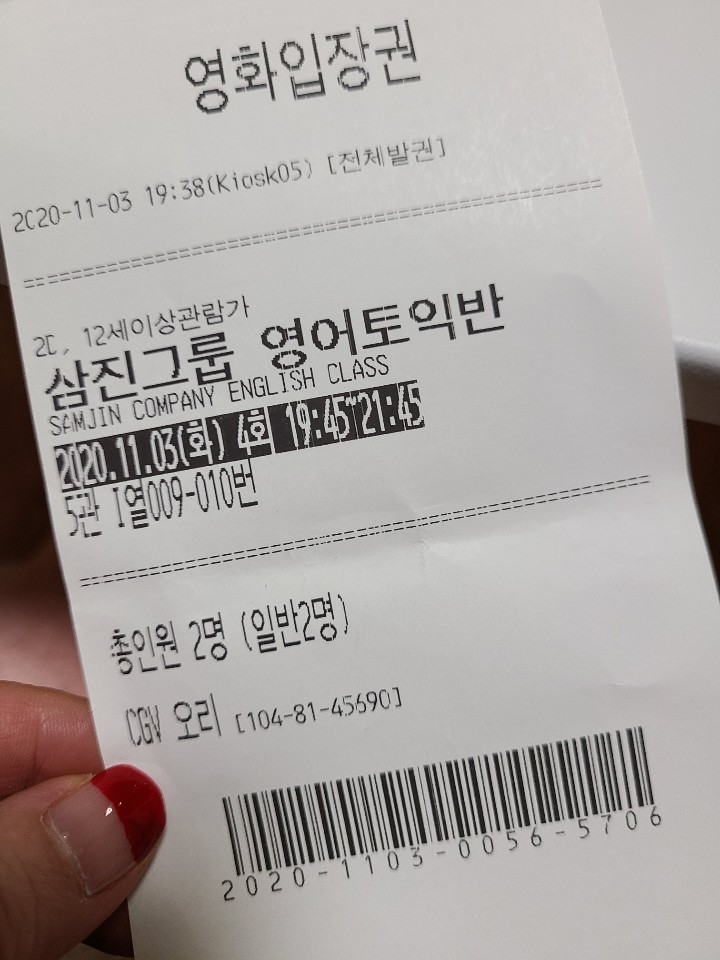 영화입장권
2020-11-03 19:38(Kiosk05) [전체발권]
2D, 12세이상관람가
삼진그룹 영어토익반
SAMJIN COMPANY ENGLISH CLASS
2020.11.03(화) 4회 19:45~21:45
5관 I열009-010번
총인원 2명 (일반2명)
CGV 오리 [104-81-45690]
2020-1103-0056-5706